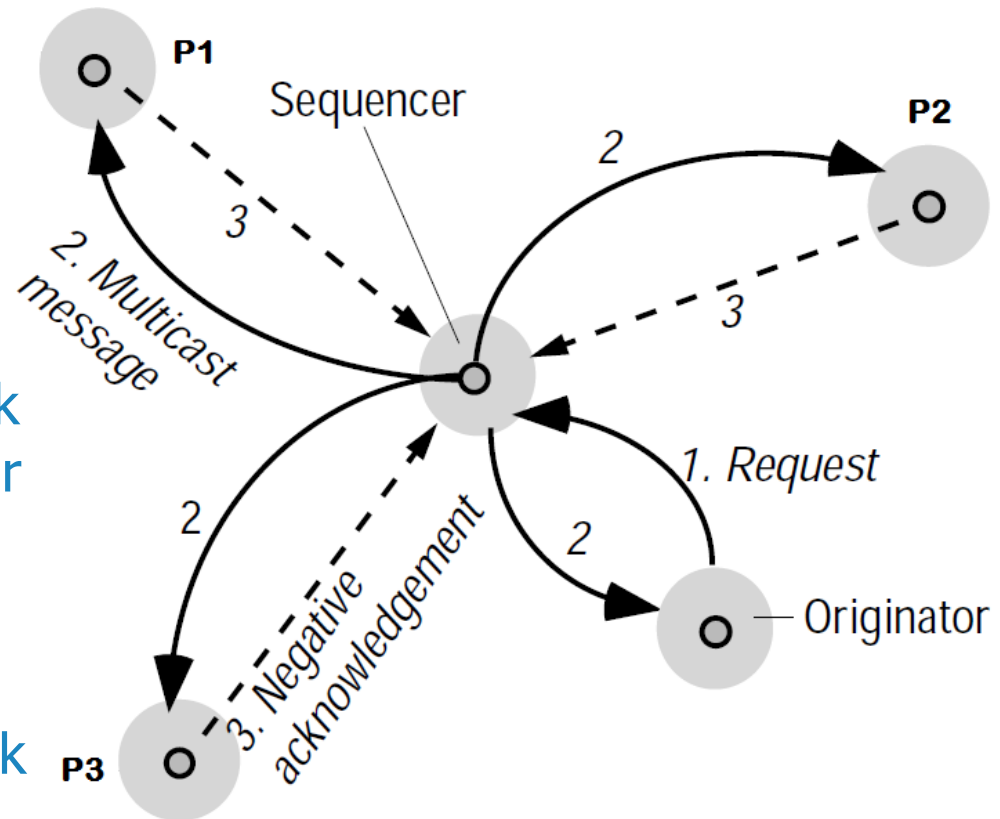 P1
Sequencer
P2
2
3
2. Multicast
message
3
k
r
1. Request
2
2
Originator
3. Negative
acknowledgement
k
P3